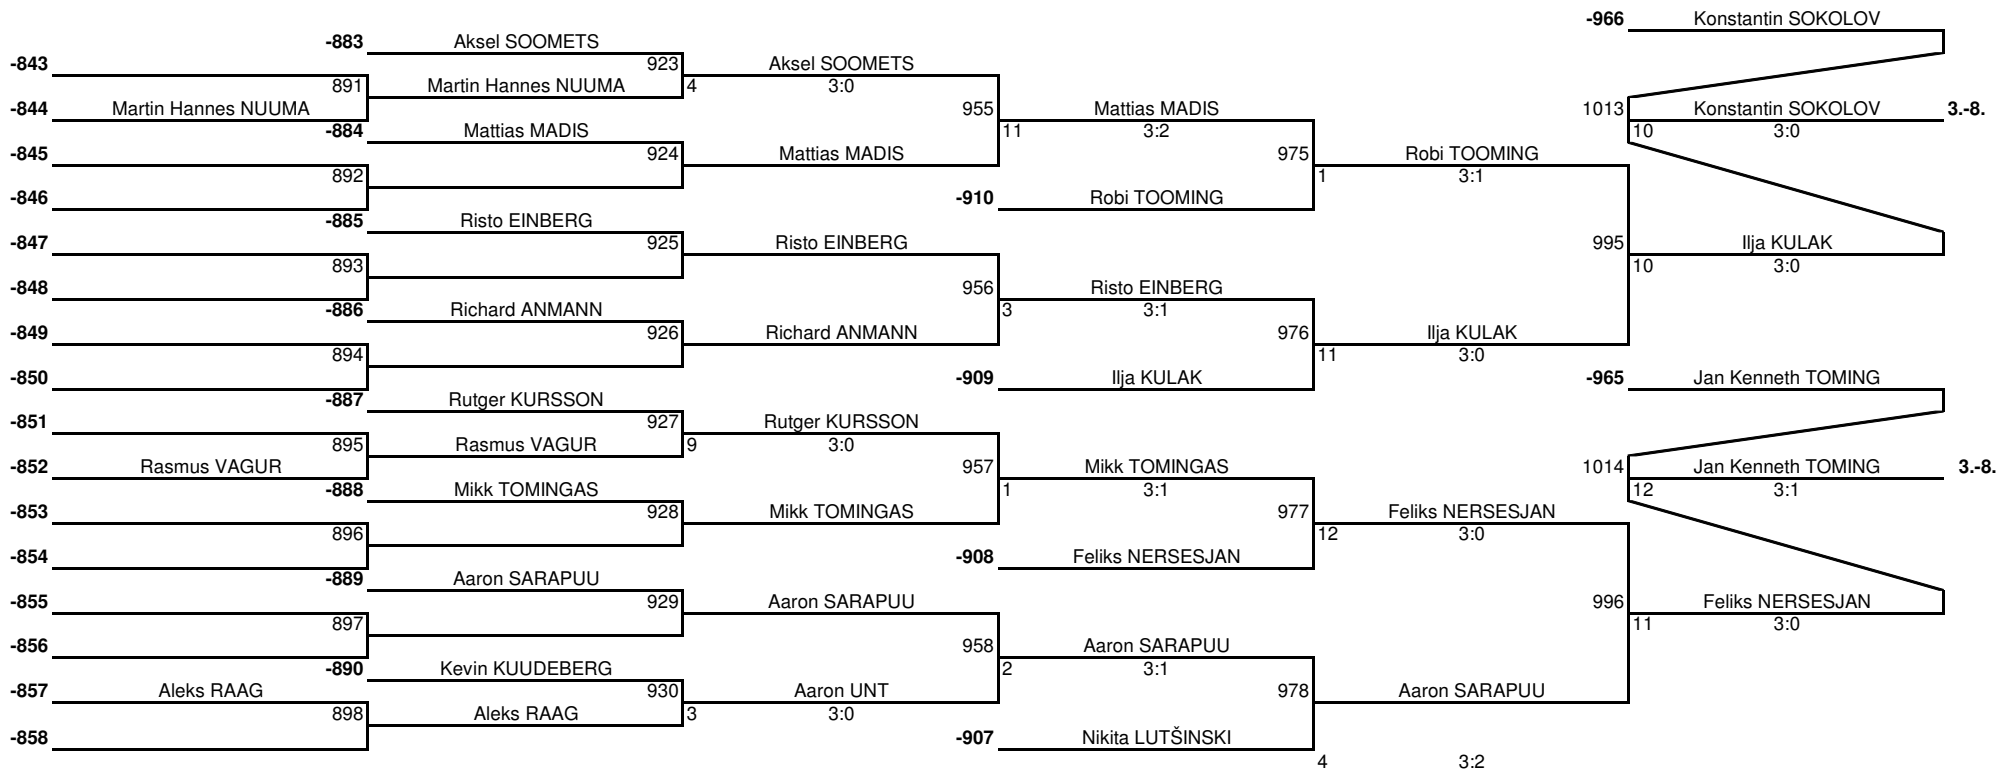 -966 Konstantin SOKOLOV
-883 Aksel SOOMETS
-843 923 Aksel SOOMETS
891 Martin Hannes NUUMA 4 3:0
-844 Martin Hannes NUUMA 955 Mattias MADIS 1013 Konstantin SOKOLOV 3.-8.
-884 Mattias MADIS 11 3:2 10 3:0
-845 924 Mattias MADIS 975 Robi TOOMING
892 1 3:1
-846 -910 Robi TOOMING
-885 Risto EINBERG
-847 925 Risto EINBERG 995 Ilja KULAK
893 10 3:0
-848 956 Risto EINBERG
-886 Richard ANMANN 3 3:1
-849 926 Richard ANMANN 976 Ilja KULAK
894 11 3:0
-850 -909 Ilja KULAK -965 Jan Kenneth TOMING
-887 Rutger KURSSON
-851 927 Rutger KURSSON
895 Rasmus VAGUR 9 3:0
-852 Rasmus VAGUR 957 Mikk TOMINGAS 1014 Jan Kenneth TOMING 3.-8.
-888 Mikk TOMINGAS 1 3:1 12 3:1
-853 928 Mikk TOMINGAS 977 Feliks NERSESJAN
896 12 3:0
-854 -908 Feliks NERSESJAN
-889 Aaron SARAPUU
-855 929 Aaron SARAPUU 996 Feliks NERSESJAN
897 11 3:0
-856 958 Aaron SARAPUU
-890 Kevin KUUDEBERG 2 3:1
-857 Aleks RAAG 930 Aaron UNT 978 Aaron SARAPUU
898 Aleks RAAG 3 3:0
-858 -907 Nikita LUTŠINSKI
4 3:2